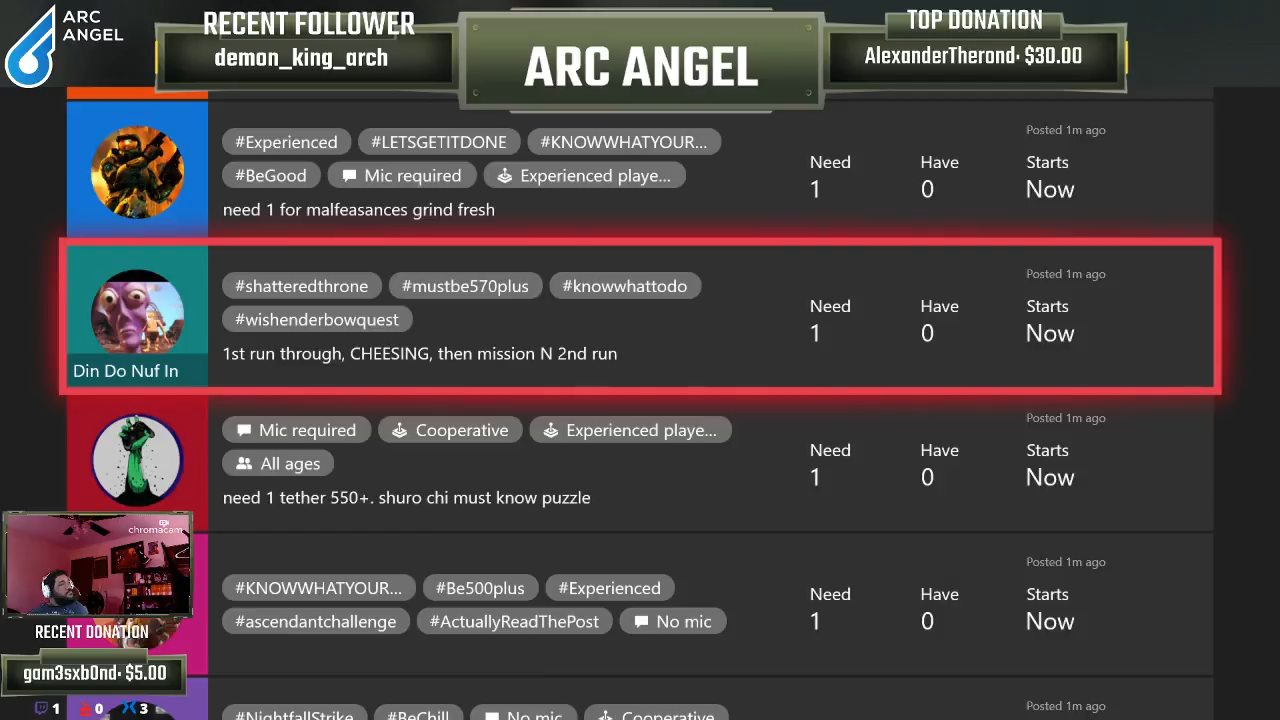 ARC
ANGEL
RECENT FOLLOWER
demon_king_arch
ARC ANGEL
TOP DONATION
AlexanderTherond: $30.00
#Experienced #LETSGETITDONE #KNOWWHATYOUR...
#BeGood Mic required Experienced playe...
need 1 for malfeasances grind fresh
Posted 1m ago
Need Have Starts
1 0 Now
#shatteredthrone #mustbe570plus #knowwhattodo
#wishenderbowquest
1st run through, CHEESING, then mission N 2nd run
Din Do Nuf In
Posted 1m ago
Need Have Starts
1 0 Now
Mic required Cooperative Experienced playe...
All ages
need 1 tether 550+. shuro chi must know puzzle
Posted 1m ago
Need Have Starts
1 0 Now
chromacam
#KNOWWHATYOUR... #Be500plus #Experienced
#ascendantchallenge #ActuallyReadThePost No mic
Posted 1m ago
Need Have Starts
1 0 Now
RECENT DONATION
gam3sxb0nd: $5.00
1 0 3
#NightfallStrike #BeChill No mic Cooperative
Posted 1m ago
Need Have Starts